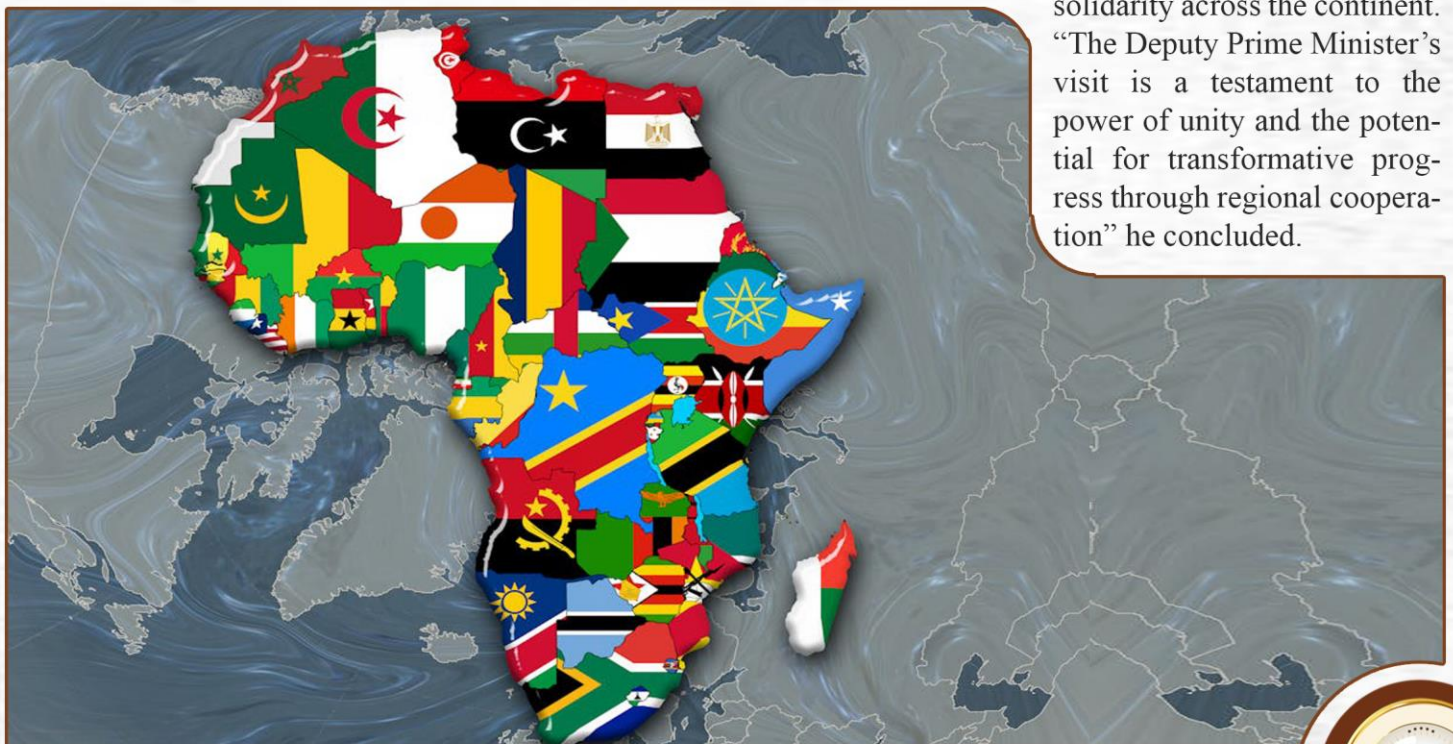 solidarity across the continent.
“The Deputy Prime Minister’s
visit is a testament to the
power of unity and the poten-
tial for transformative prog-
ress through regional coopera-
tion” he concluded.